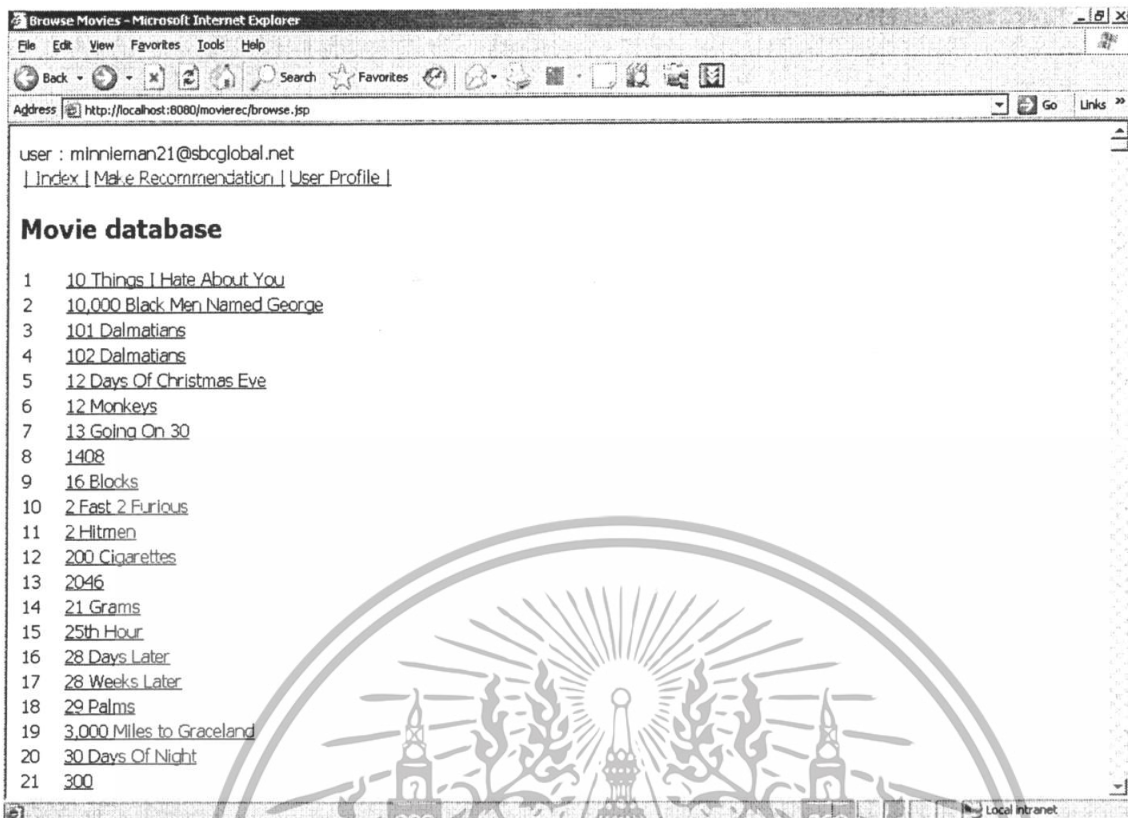 Browse Movies - Microsoft Internet Explorer
File Edit View Favorites Tools Help
Back Search Favorites
Address http://localhost:8080/movierec/browse.jsp Go Links »
user : minnieman21@sbcglobal.net
| Index | Make Recommendation | User Profile |
Movie database
1 10 Things I Hate About You
2 10,000 Black Men Named George
3 101 Dalmatians
4 102 Dalmatians
5 12 Days Of Christmas Eve
6 12 Monkeys
7 13 Going On 30
8 1408
9 16 Blocks
10 2 Fast 2 Furious
11 2 Hitmen
12 200 Cigarettes
13 2046
14 21 Grams
15 25th Hour
16 28 Days Later
17 28 Weeks Later
18 29 Palms
19 3,000 Miles to Graceland
20 30 Days Of Night
21 300
Local intranet